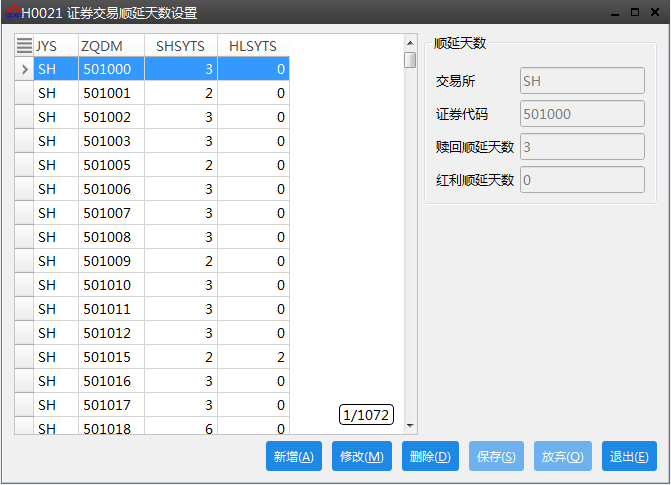 H0021 证券交易顺延天数设置
JYS ZQDM SHSYTS HLSYTS
SH 501000 3 0
SH 501001 2 0
SH 501002 3 0
SH 501003 3 0
SH 501005 2 0
SH 501006 3 0
SH 501007 3 0
SH 501008 3 0
SH 501009 2 0
SH 501010 3 0
SH 501011 3 0
SH 501012 3 0
SH 501015 2 2
SH 501016 3 0
SH 501017 3 0
SH 501018 6 0
1/1072
顺延天数
交易所 SH
证券代码 501000
赎回顺延天数 3
红利顺延天数 0
新增(A) 修改(M) 删除(D) 保存(S) 放弃(Q) 退出(E)